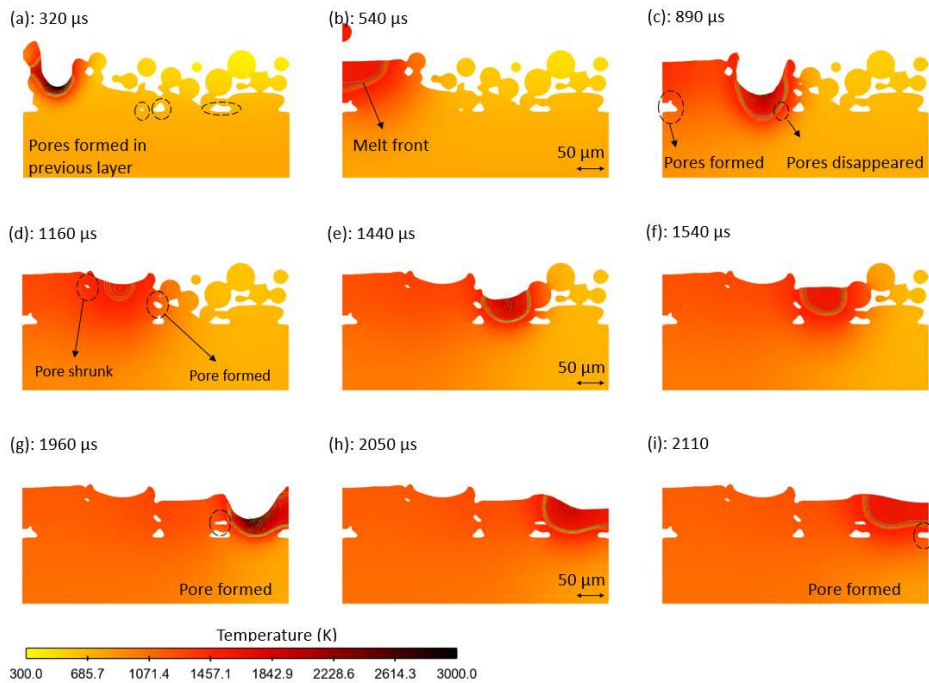 (a): 320 µs
(b): 540 µs
(c): 890 µs
Pores formed in
previous layer
Melt front
50 µm
Pores formed
Pores disappeared
(d): 1160 µs
(e): 1440 µs
(f): 1540 µs
Pore shrunk
Pore formed
50 µm
(g): 1960 µs
(h): 2050 µs
(i): 2110
Pore formed
50 µm
Pore formed
Temperature (K)
300.0 685.7 1071.4 1457.1 1842.9 2228.6 2614.3 3000.0